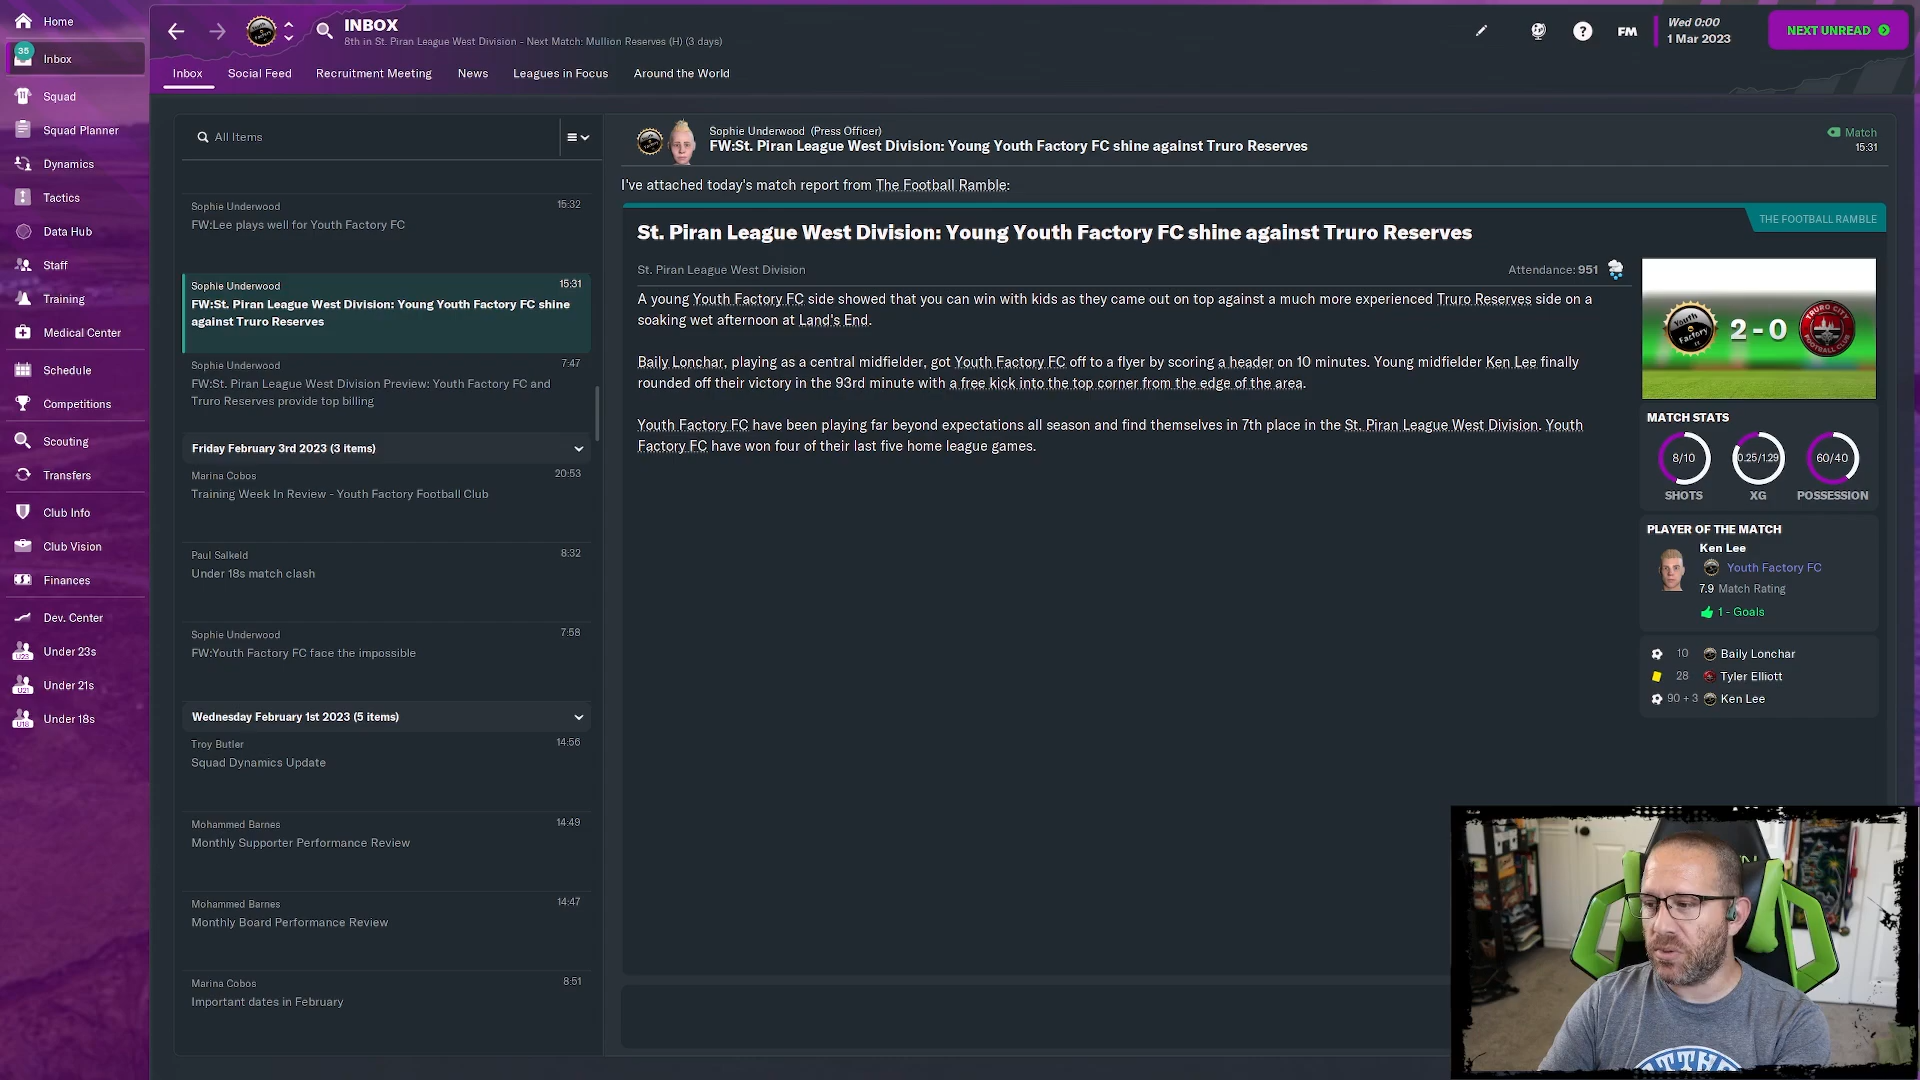 Home
35
Inbox
Squad
Squad Planner
Dynamics
Tactics
Data Hub
Staff
Training
Medical Center
Schedule
Competitions
Scouting
Transfers
Club Info
Club Vision
Finances
Dev. Center
U23
Under 23s
U21
Under 21s
U18
Under 18s
INBOX
8th in St. Piran League West Division - Next Match: Mullion Reserves (H) (3 days)
FM
Wed 0:00
1 Mar 2023
NEXT UNREAD
Inbox
Social Feed
Recruitment Meeting
News
Leagues in Focus
Around the World
All Items
Sophie Underwood 15:32
FW:Lee plays well for Youth Factory FC
Sophie Underwood 15:31
FW:St. Piran League West Division: Young Youth Factory FC shine
against Truro Reserves
Sophie Underwood 7:47
FW:St. Piran League West Division Preview: Youth Factory FC and
Truro Reserves provide top billing
Friday February 3rd 2023 (3 items)
Marina Cobos 20:53
Training Week In Review - Youth Factory Football Club
Paul Salkeld 8:32
Under 18s match clash
Sophie Underwood 7:58
FW:Youth Factory FC face the impossible
Wednesday February 1st 2023 (5 items)
Troy Butler 14:56
Squad Dynamics Update
Mohammed Barnes 14:49
Monthly Supporter Performance Review
Mohammed Barnes 14:47
Monthly Board Performance Review
Marina Cobos 8:51
Important dates in February
Sophie Underwood (Press Officer)
FW:St. Piran League West Division: Young Youth Factory FC shine against Truro Reserves
Match
15:31
I've attached today's match report from The Football Ramble:
THE FOOTBALL RAMBLE
St. Piran League West Division: Young Youth Factory FC shine against Truro Reserves
St. Piran League West Division
Attendance: 951
A young Youth Factory FC side showed that you can win with kids as they came out on top against a much more experienced Truro Reserves side on a
soaking wet afternoon at Land's End.
Baily Lonchar, playing as a central midfielder, got Youth Factory FC off to a flyer by scoring a header on 10 minutes. Young midfielder Ken Lee finally
rounded off their victory in the 93rd minute with a free kick into the top corner from the edge of the area.
Youth Factory FC have been playing far beyond expectations all season and find themselves in 7th place in the St. Piran League West Division. Youth
Factory FC have won four of their last five home league games.
Youth
Factory
2 - 0
TRURO CITY
FOOTBALL CLUB
MATCH STATS
8/10
0.25/1.29
60/40
SHOTS
XG
POSSESSION
PLAYER OF THE MATCH
Ken Lee
Youth Factory FC
7.9 Match Rating
1 - Goals
10 Baily Lonchar
28 Tyler Elliott
90 + 3 Ken Lee